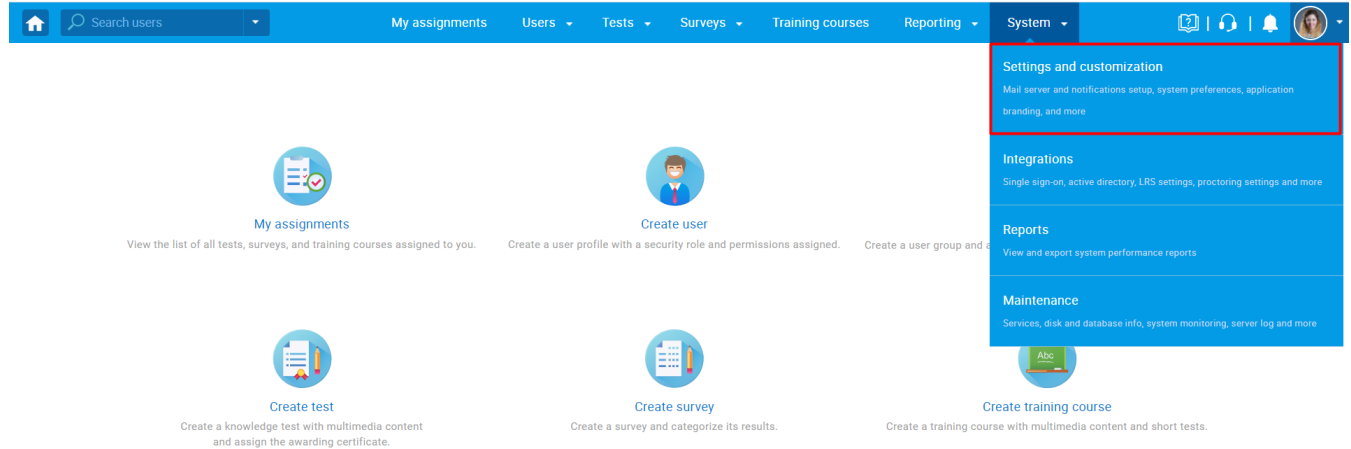 Search users
My assignments
Users
Tests
Surveys
Training courses
Reporting
System
Settings and customization
Mail server and notifications setup, system preferences, application
branding, and more
Integrations
Single sign-on, active directory, LRS settings, proctoring settings and more
Reports
View and export system performance reports
Maintenance
Services, disk and database info, system monitoring, server log and more
My assignments
View the list of all tests, surveys, and training courses assigned to you.
Create user
Create a user profile with a security role and permissions assigned.
Create a user group and
Create test
Create a knowledge test with multimedia content
and assign the awarding certificate.
Create survey
Create a survey and categorize its results.
Abc
Create training course
Create a training course with multimedia content and short tests.